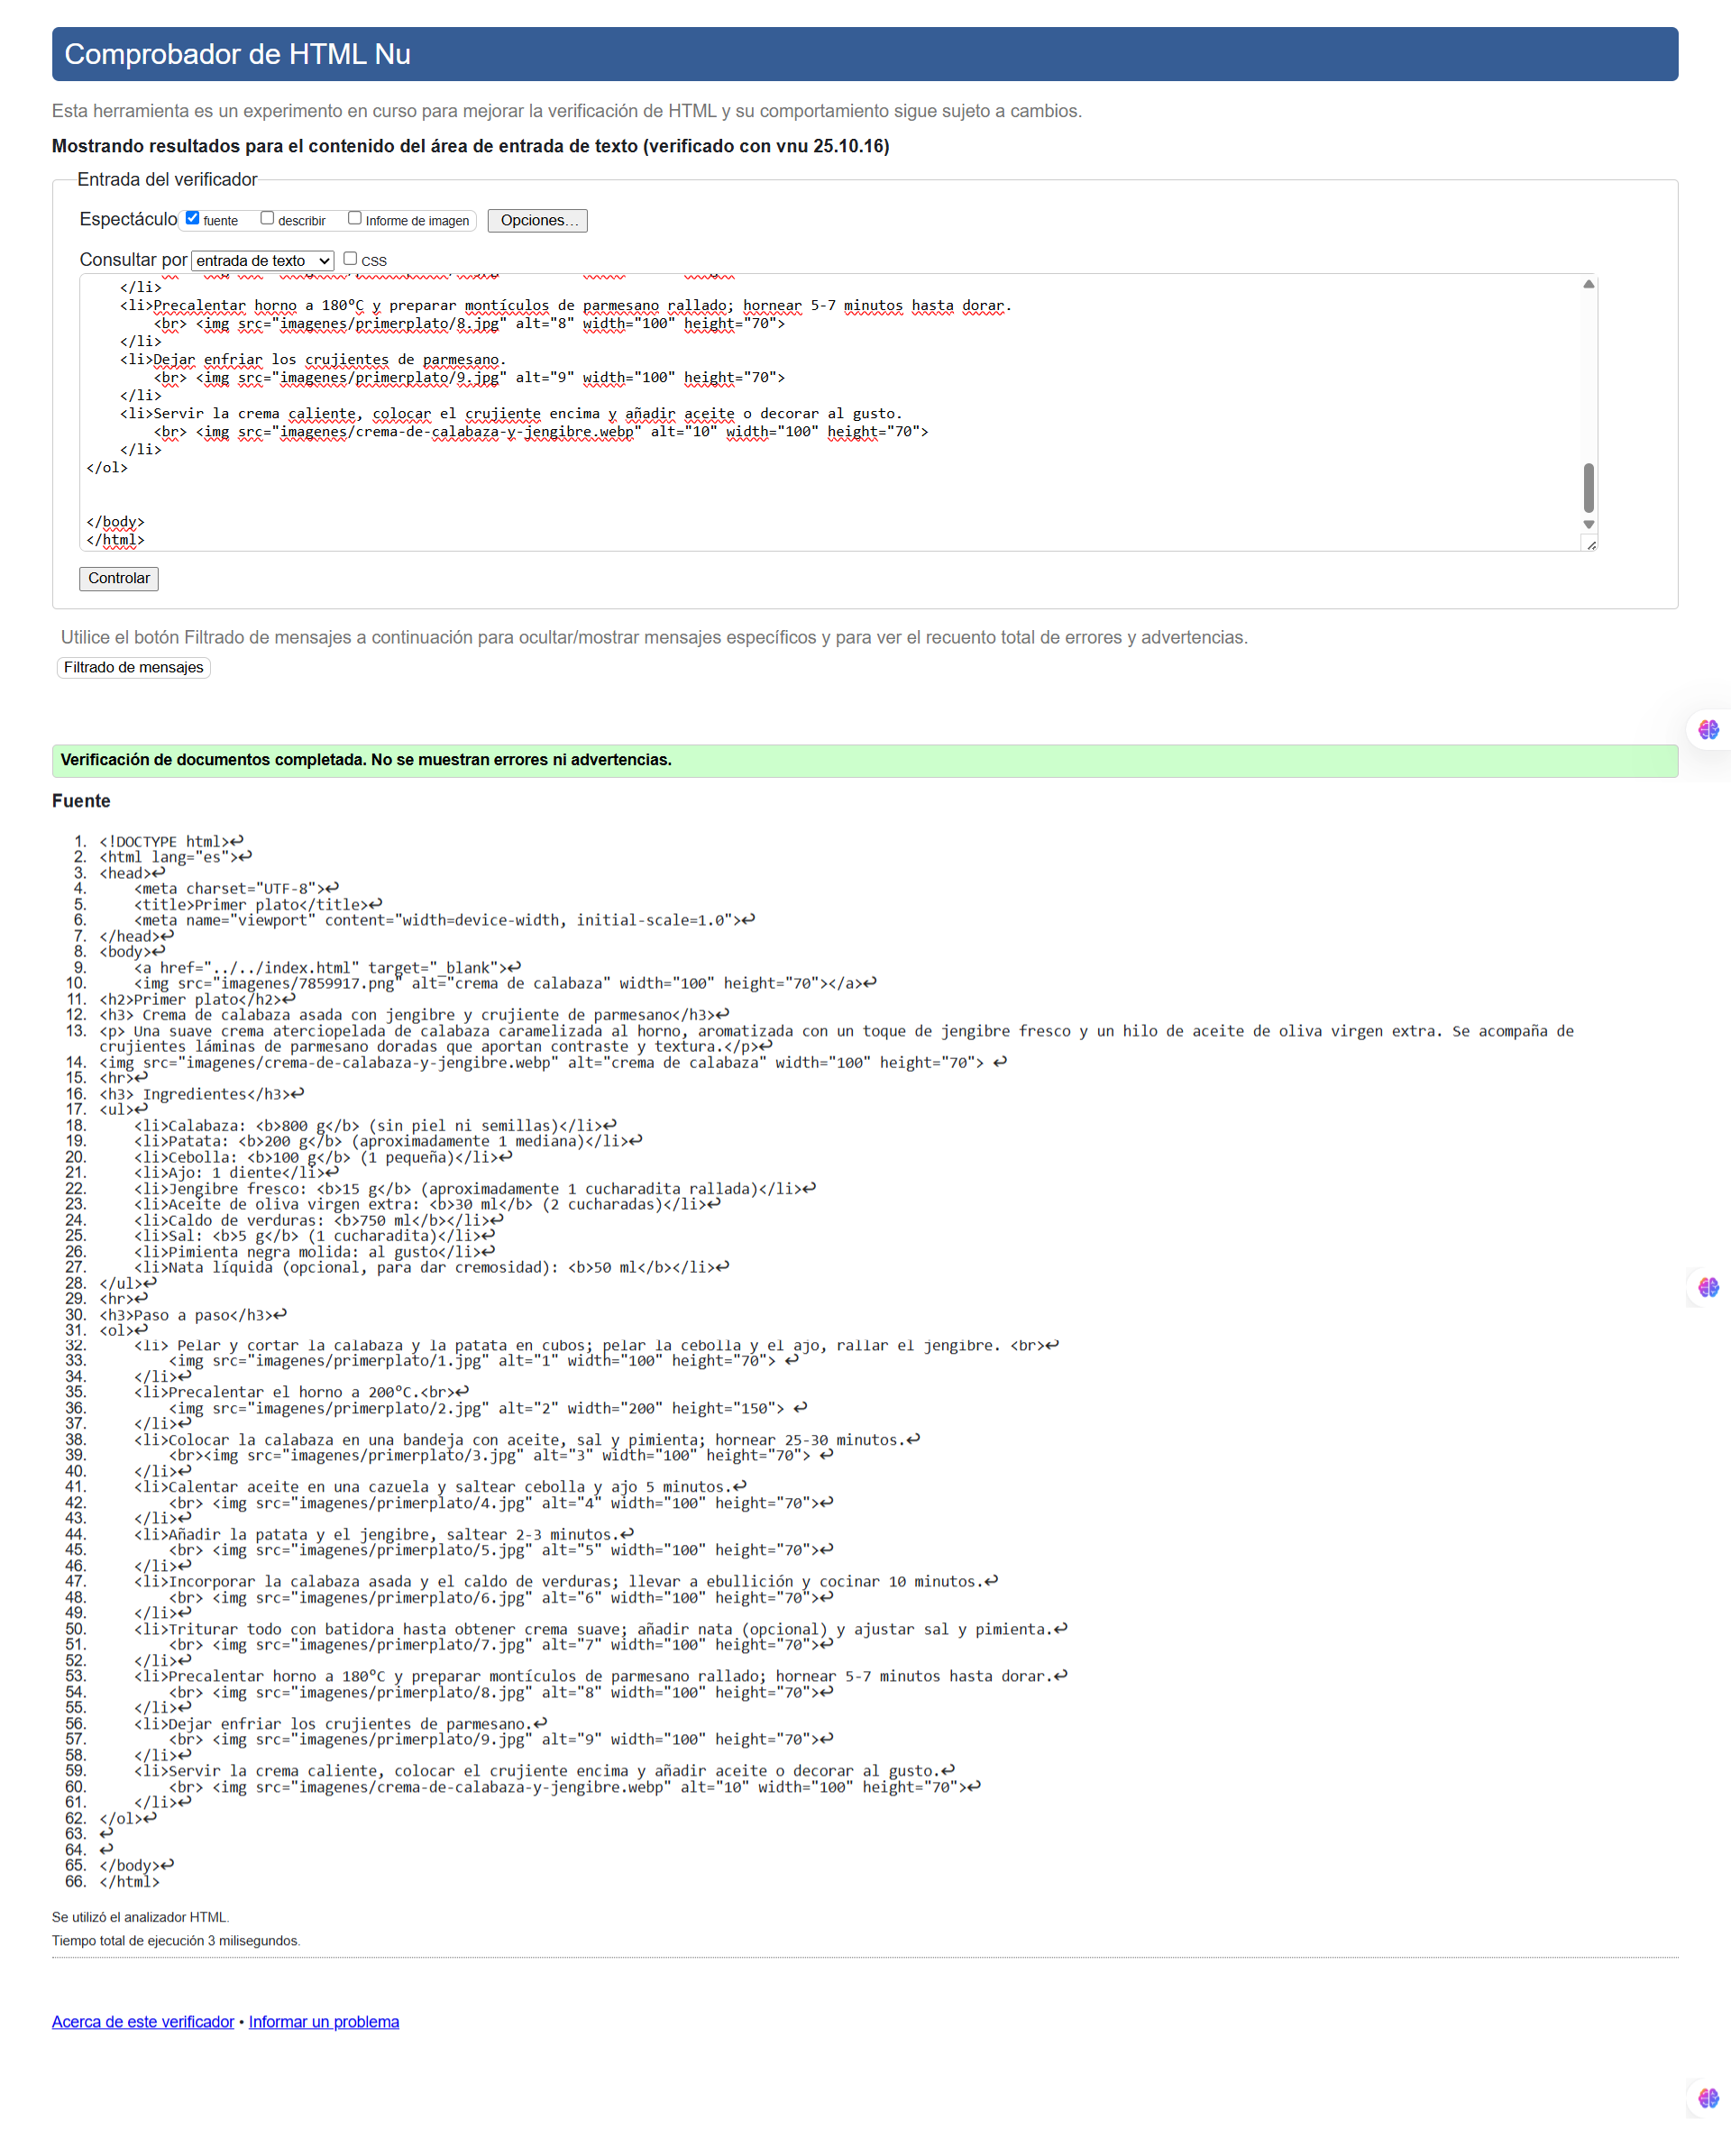 Comprobador de HTML Nu
Esta herramienta es un experimento en curso para mejorar la verificación de HTML y su comportamiento sigue sujeto a cambios.
Mostrando resultados para el contenido del área de entrada de texto (verificado con vnu 25.10.16)
Entrada del verificador
Espectáculo fuente describir Informe de imagen Opciones...
Consultar por entrada de texto CSS
</li>
<li>Precalentar horno a 180ºC y preparar montículos de parmesano rallado; hornear 5-7 minutos hasta dorar.
<br> <img src="imagenes/primerplato/8.jpg" alt="8" width="100" height="70">
</li>
<li>Dejar enfriar los crujientes de parmesano.
<br> <img src="imagenes/primerplato/9.jpg" alt="9" width="100" height="70">
</li>
<li>Servir la crema caliente, colocar el crujiente encima y añadir aceite o decorar al gusto.
<br> <img src="imagenes/crema-de-calabaza-y-jengibre.webp" alt="10" width="100" height="70">
</li>
</ol>
</body>
</html>
Controlar
Utilice el botón Filtrado de mensajes a continuación para ocultar/mostrar mensajes específicos y para ver el recuento total de errores y advertencias.
Filtrado de mensajes
Verificación de documentos completada. No se muestran errores ni advertencias.
Fuente
1. <!DOCTYPE html>↩
2. <html lang="es">↩
3. <head>↩
4. <meta charset="UTF-8">↩
5. <title>Primer plato</title>↩
6. <meta name="viewport" content="width=device-width, initial-scale=1.0">↩
7. </head>↩
8. <body>↩
9. <a href="../../index.html" target="_blank">↩
10. <img src="imagenes/7859917.png" alt="crema de calabaza" width="100" height="70"></a>↩
11. <h2>Primer plato</h2>↩
12. <h3> Crema de calabaza asada con jengibre y crujiente de parmesano</h3>↩
13. <p> Una suave crema aterciopelada de calabaza caramelizada al horno, aromatizada con un toque de jengibre fresco y un hilo de aceite de oliva virgen extra. Se acompaña de
crujientes láminas de parmesano doradas que aportan contraste y textura.</p>↩
14. <img src="imagenes/crema-de-calabaza-y-jengibre.webp" alt="crema de calabaza" width="100" height="70"> ↩
15. <hr>↩
16. <h3> Ingredientes</h3>↩
17. <ul>↩
18. <li>Calabaza: <b>800 g</b> (sin piel ni semillas)</li>↩
19. <li>Patata: <b>200 g</b> (aproximadamente 1 mediana)</li>↩
20. <li>Cebolla: <b>100 g</b> (1 pequeña)</li>↩
21. <li>Ajo: 1 diente</li>↩
22. <li>Jengibre fresco: <b>15 g</b> (aproximadamente 1 cucharadita rallada)</li>↩
23. <li>Aceite de oliva virgen extra: <b>30 ml</b> (2 cucharadas)</li>↩
24. <li>Caldo de verduras: <b>750 ml</b></li>↩
25. <li>Sal: <b>5 g</b> (1 cucharadita)</li>↩
26. <li>Pimienta negra molida: al gusto</li>↩
27. <li>Nata líquida (opcional, para dar cremosidad): <b>50 ml</b></li>↩
28. </ul>↩
29. <hr>↩
30. <h3>Paso a paso</h3>↩
31. <ol>↩
32. <li> Pelar y cortar la calabaza y la patata en cubos; pelar la cebolla y el ajo, rallar el jengibre. <br>↩
33. <img src="imagenes/primerplato/1.jpg" alt="1" width="100" height="70"> ↩
34. </li>↩
35. <li>Precalentar el horno a 200ºC.<br>↩
36. <img src="imagenes/primerplato/2.jpg" alt="2" width="200" height="150"> ↩
37. </li>↩
38. <li>Colocar la calabaza en una bandeja con aceite, sal y pimienta; hornear 25-30 minutos.↩
39. <br><img src="imagenes/primerplato/3.jpg" alt="3" width="100" height="70"> ↩
40. </li>↩
41. <li>Calentar aceite en una cazuela y saltear cebolla y ajo 5 minutos.↩
42. <br> <img src="imagenes/primerplato/4.jpg" alt="4" width="100" height="70">↩
43. </li>↩
44. <li>Añadir la patata y el jengibre, saltear 2-3 minutos.↩
45. <br> <img src="imagenes/primerplato/5.jpg" alt="5" width="100" height="70">↩
46. </li>↩
47. <li>Incorporar la calabaza asada y el caldo de verduras; llevar a ebullición y cocinar 10 minutos.↩
48. <br> <img src="imagenes/primerplato/6.jpg" alt="6" width="100" height="70">↩
49. </li>↩
50. <li>Triturar todo con batidora hasta obtener crema suave; añadir nata (opcional) y ajustar sal y pimienta.↩
51. <br> <img src="imagenes/primerplato/7.jpg" alt="7" width="100" height="70">↩
52. </li>↩
53. <li>Precalentar horno a 180ºC y preparar montículos de parmesano rallado; hornear 5-7 minutos hasta dorar.↩
54. <br> <img src="imagenes/primerplato/8.jpg" alt="8" width="100" height="70">↩
55. </li>↩
56. <li>Dejar enfriar los crujientes de parmesano.↩
57. <br> <img src="imagenes/primerplato/9.jpg" alt="9" width="100" height="70">↩
58. </li>↩
59. <li>Servir la crema caliente, colocar el crujiente encima y añadir aceite o decorar al gusto.↩
60. <br> <img src="imagenes/crema-de-calabaza-y-jengibre.webp" alt="10" width="100" height="70">↩
61. </li>↩
62. </ol>↩
63. ↩
64. ↩
65. </body>↩
66. </html>
Se utilizó el analizador HTML.
Tiempo total de ejecución 3 milisegundos.
Acerca de este verificador • Informar un problema